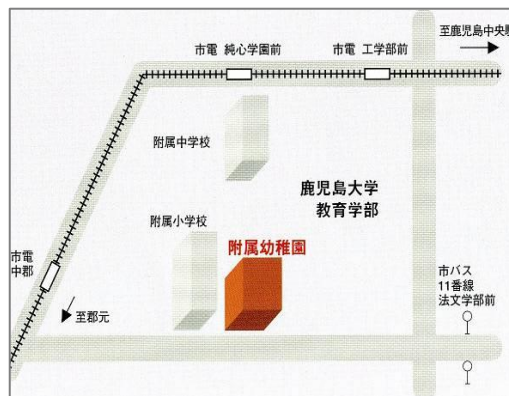 至鹿児島中央駅
市電 純心学園前
市電 工学部前
附属中学校
鹿児島大学
教育学部
附属小学校
附属幼稚園
市電
中郡
至郡元
市バス
11番線
法文学部前